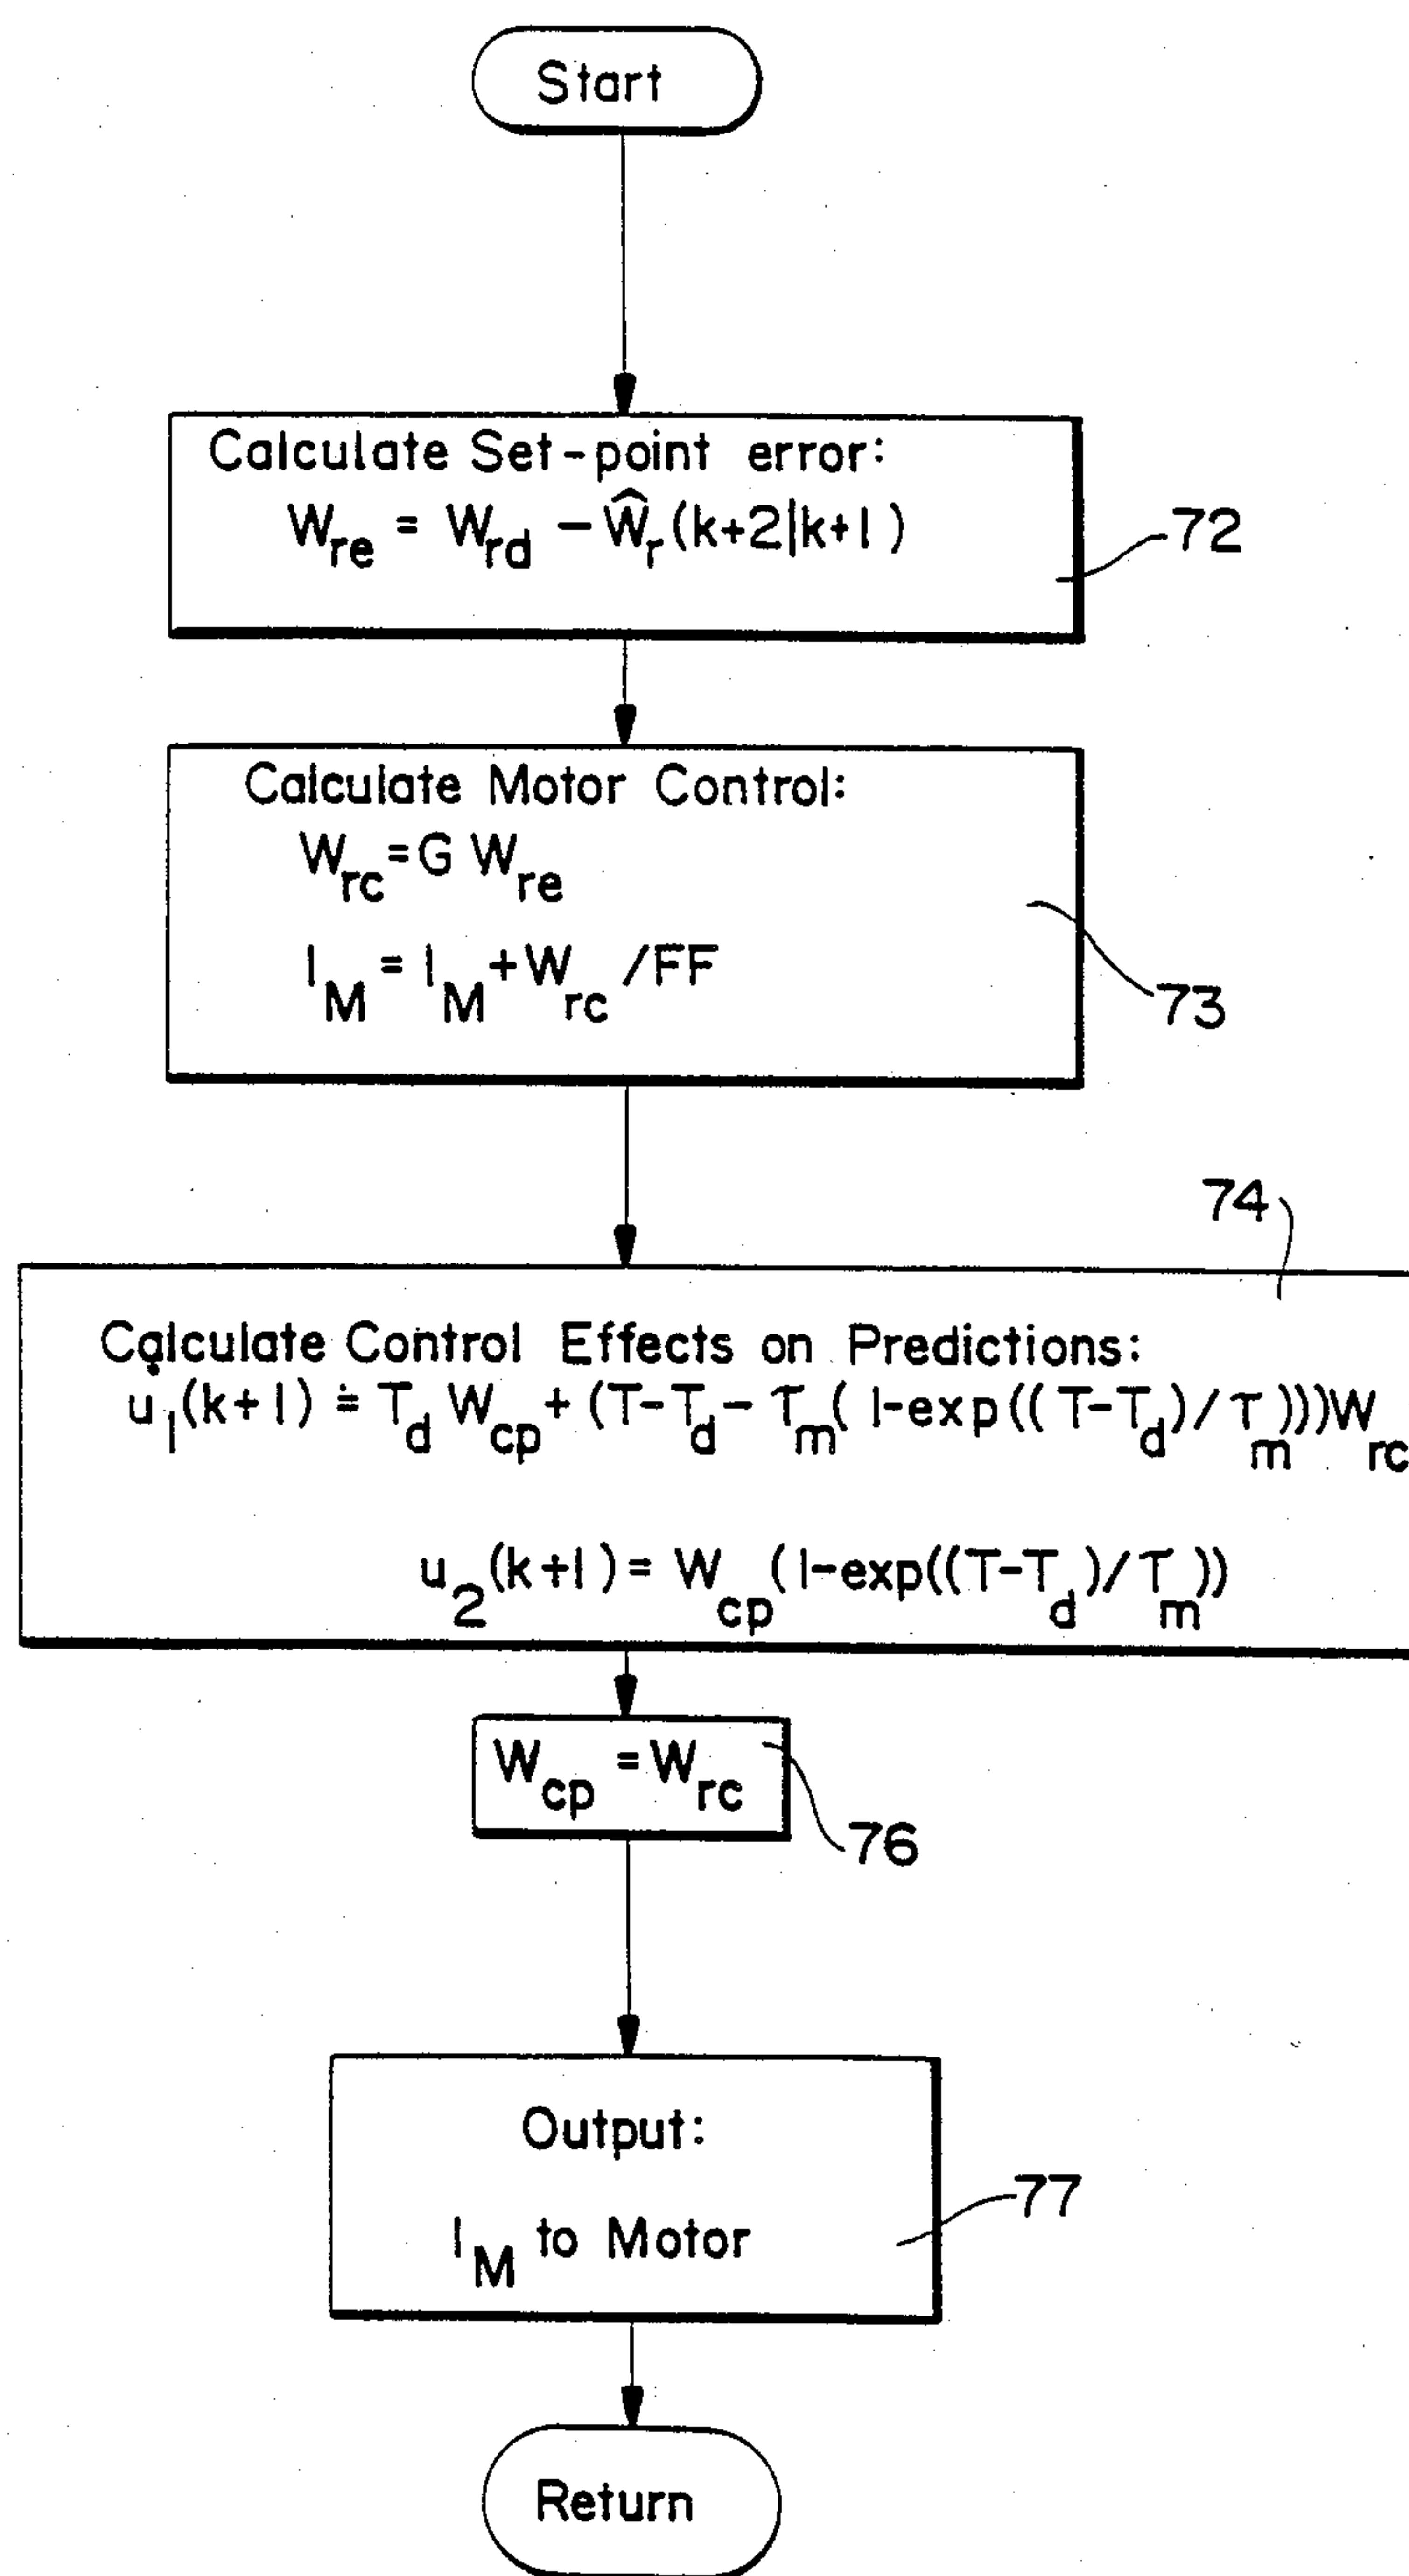 Start
Calculate Set-point error:
W_re = W_rd - Ŵ_r(k+2|k+1)
72
Calculate Motor Control:
W_rc = G W_re
I_M = I_M + W_rc /FF
73
74
Calculate Control Effects on Predictions:
u_1(k+1) = T_d W_cp + (T-T_d - τ_m(1-exp((T-T_d)/τ_m)))W_rc
u_2(k+1) = W_cp(1-exp((T-T_d)/τ_m))
W_cp = W_rc
76
Output:
I_M to Motor
77
Return